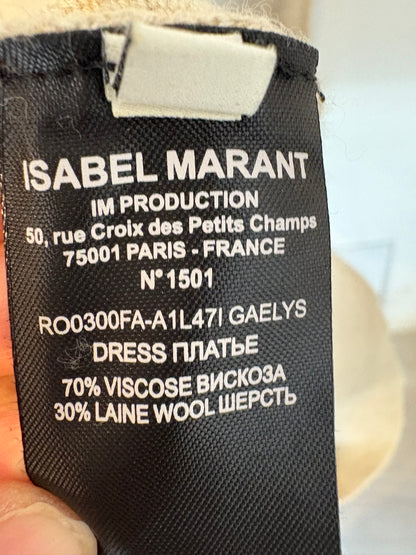 ISABEL MARANT
IM PRODUCTION
50, rue Croix des Petits Champs
75001 PARIS - FRANCE
N°1501
RO0300FA-A1L47I GAELYS
DRESS ПЛАТЬЕ
70% VISCOSE ВИСКОЗА
30% LAINE WOOL ШЕРСТЬ